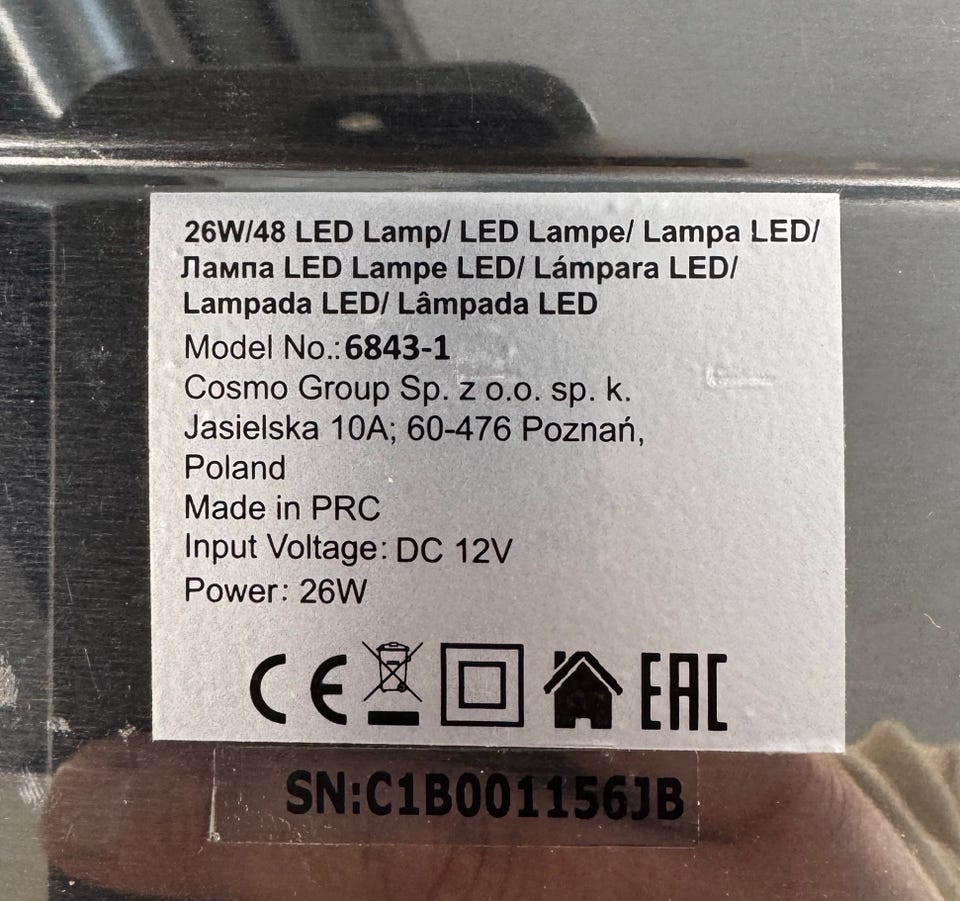 26W/48 LED Lamp/ LED Lampe/ Lampa LED/
Лампа LED Lampe LED/ Lámpara LED/
Lampada LED/ Lâmpada LED
Model No.:6843-1
Cosmo Group Sp. z o.o. sp. k.
Jasielska 10A; 60-476 Poznań,
Poland
Made in PRC
Input Voltage: DC 12V
Power: 26W
CE EAC
SN:C1B001156JB